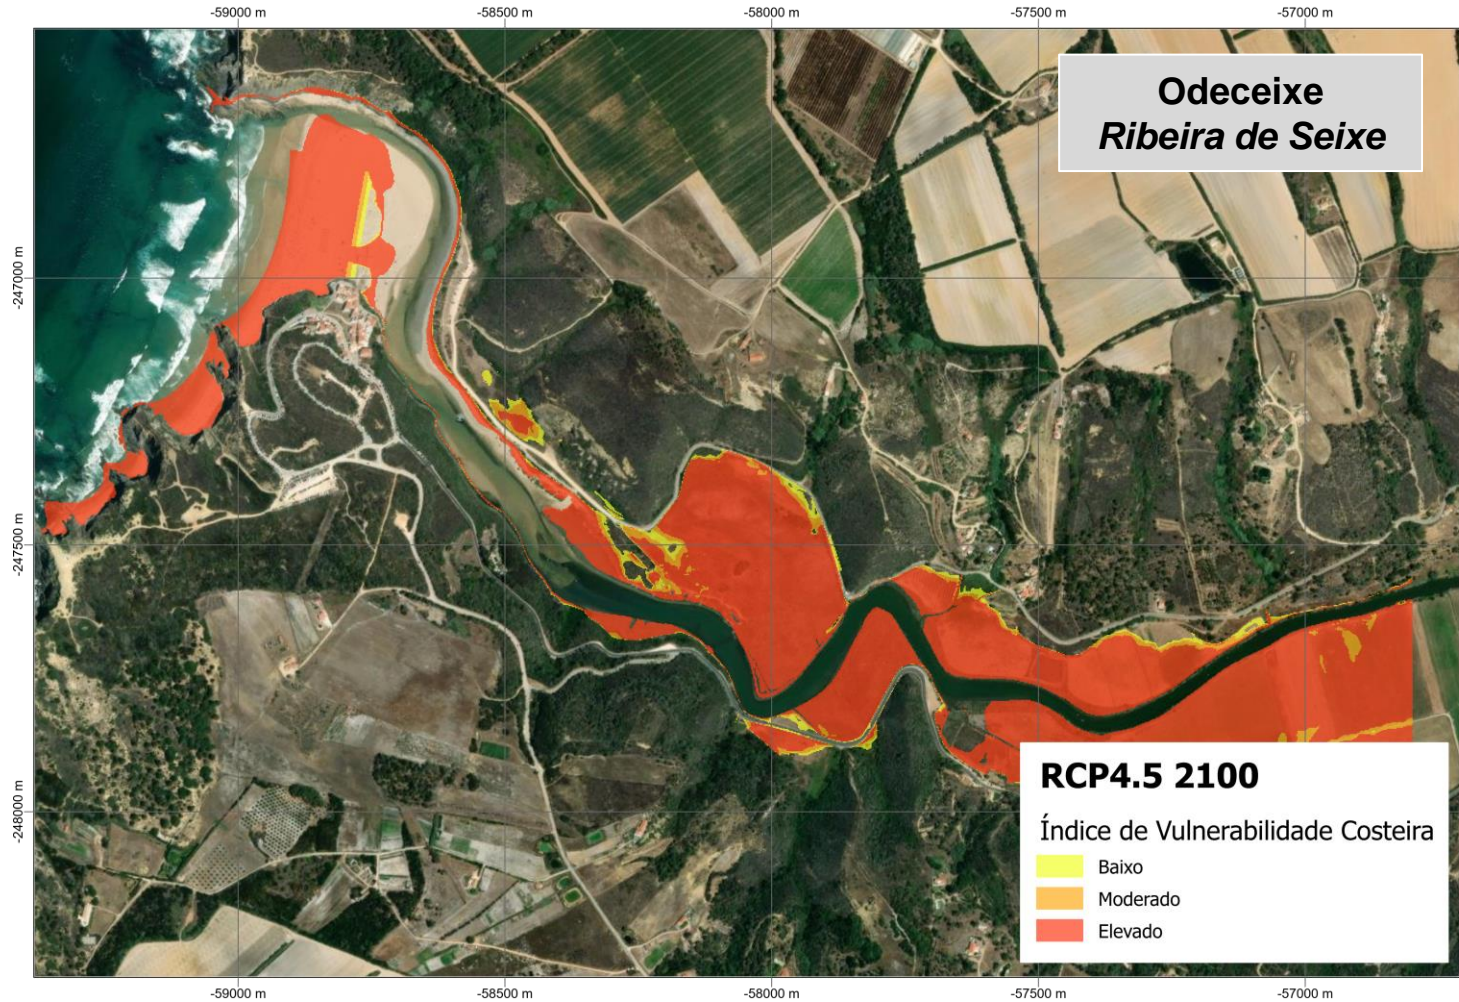 -59000 m
-58500 m
-58000 m
-57500 m
-57000 m
Odeceixe
Ribeira de Seixe
-247000 m
-247500 m
-248000 m
RCP4.5 2100
Índice de Vulnerabilidade Costeira
Baixo
Moderado
Elevado
-59000 m
-58500 m
-58000 m
-57500 m
-57000 m